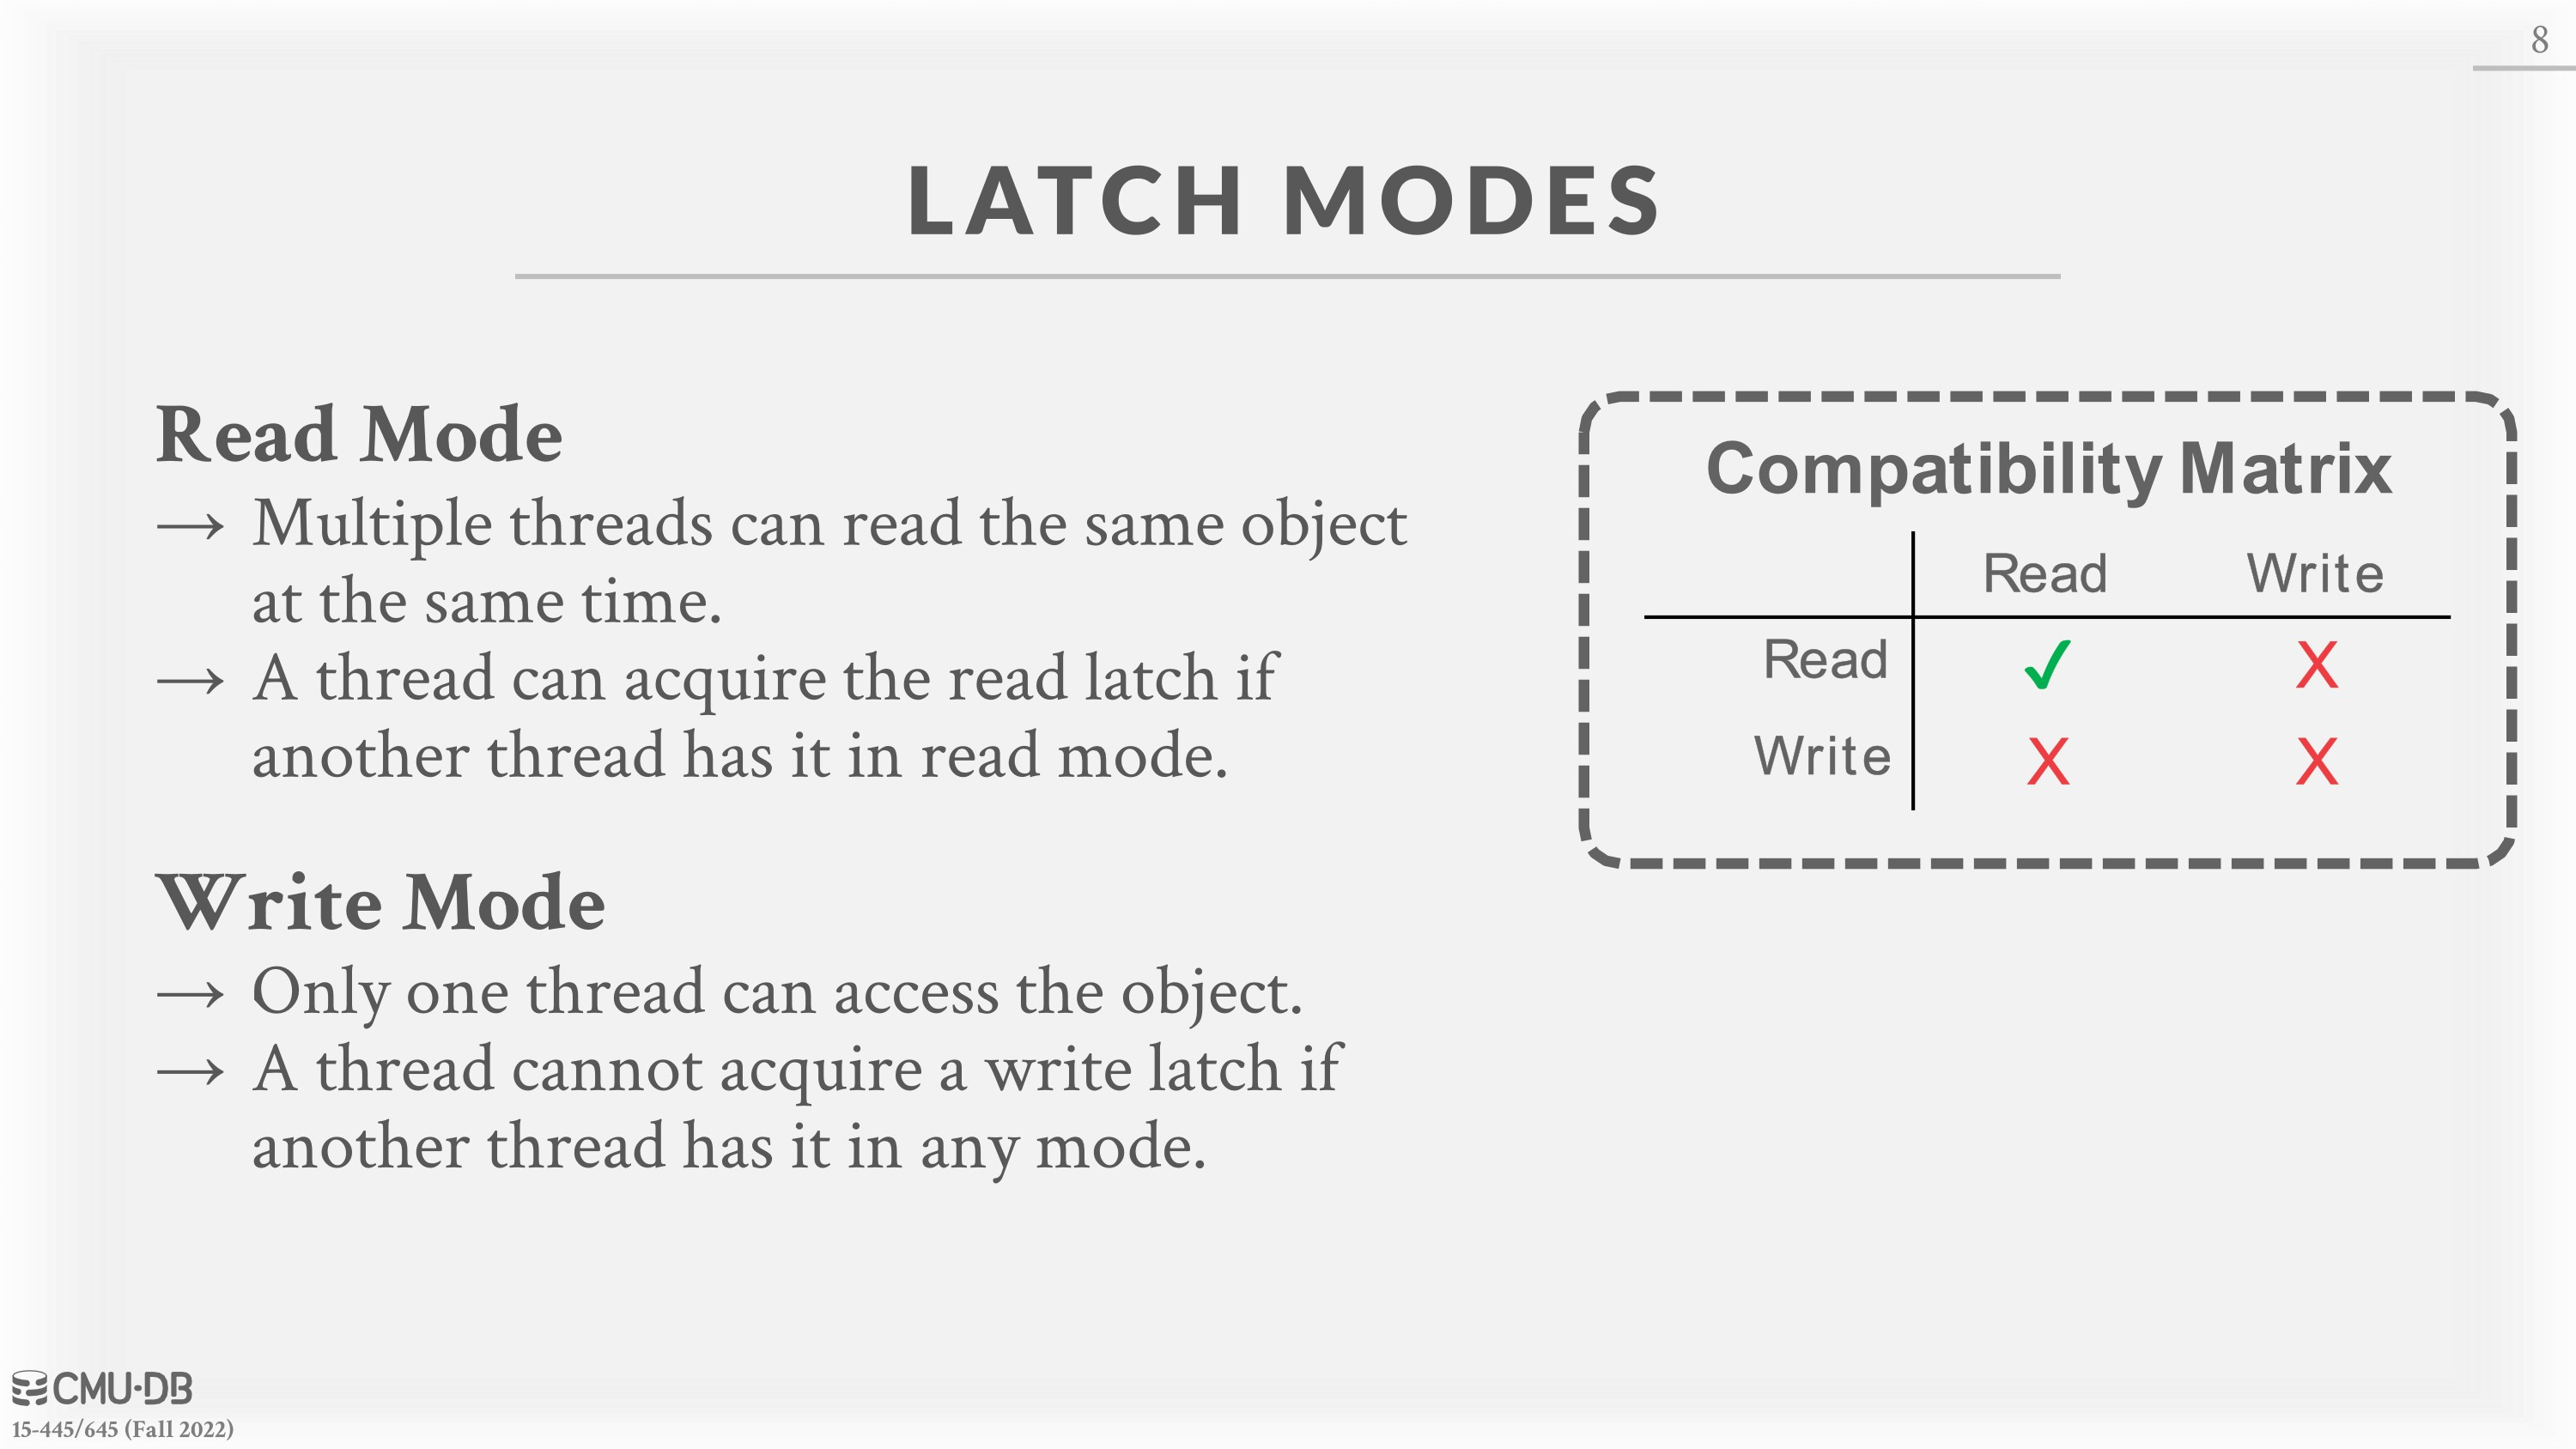 8
LATCH MODES
Read Mode
→ Multiple threads can read the same object
at the same time.
→ A thread can acquire the read latch if
another thread has it in read mode.
Write Mode
→ Only one thread can access the object.
→ A thread cannot acquire a write latch if
another thread has it in any mode.
Compatibility Matrix
Read Write
Read ✓ X
Write X X
CMU·DB
15-445/645 (Fall 2022)